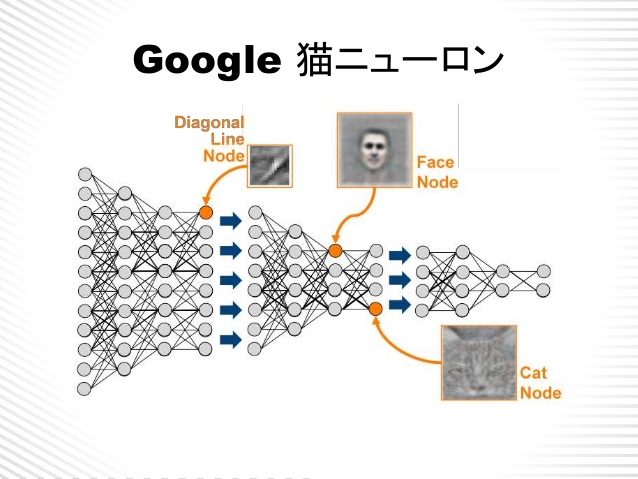 Google 猫ニューロン
Diagonal
Line
Node
Face
Node
Cat
Node